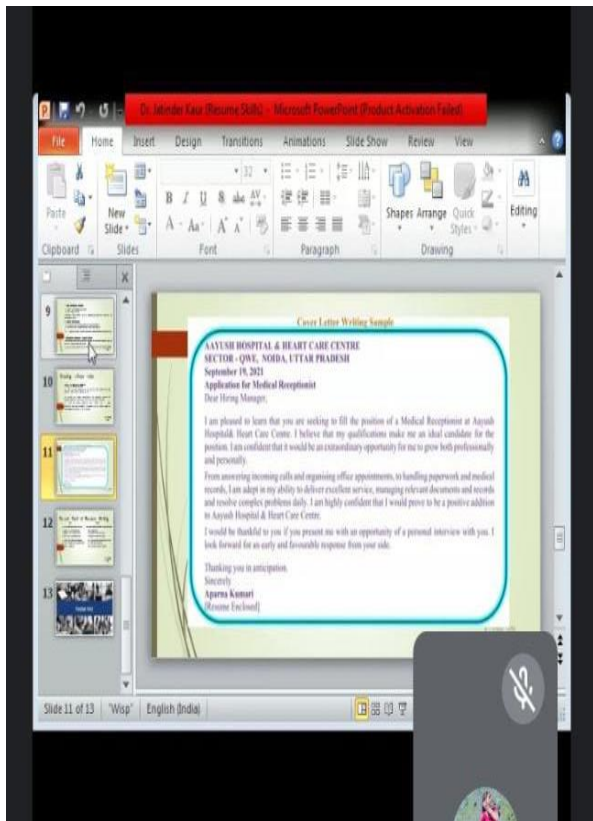 Dr. Jatinder Kaur (Resume Skills) - Microsoft PowerPoint (Product Activation Failed)
File Home Insert Design Transitions Animations Slide Show Review View
Paste
New
Slide
Shapes Arrange Quick
Styles
Editing
Clipboard Slides Font Paragraph Drawing
9
10
11
12
13
Cover Letter Writing Sample
AAYUSH HOSPITAL & HEART CARE CENTRE
SECTOR - QWE, NOIDA, UTTAR PRADESH
September 19, 2021
Application for Medical Receptionist
Dear Hiring Manager,
I am pleased to learn that you are seeking to fill the position of a Medical Receptionist at Aayush
Hospital& Heart Care Centre. I believe that my qualifications make me an ideal candidate for the
position. I am confident that it would be an extraordinary opportunity for me to grow both professionally
and personally.
From answering incoming calls and organising office appointments, to handling paperwork and medical
records, I am adept in my ability to deliver excellent service, managing relevant documents and records
and resolve complex problems daily. I am highly confident that I would prove to be a positive addition
to Aayush Hospital & Heart Care Centre.
I would be thankful to you if you present me with an opportunity of a personal interview with you. I
look forward for an early and favourable response from your side.
Thanking you in anticipation.
Sincerely
Aparna Kumari
[Resume Enclosed]
Slide 11 of 13 "Wisp" English (India)